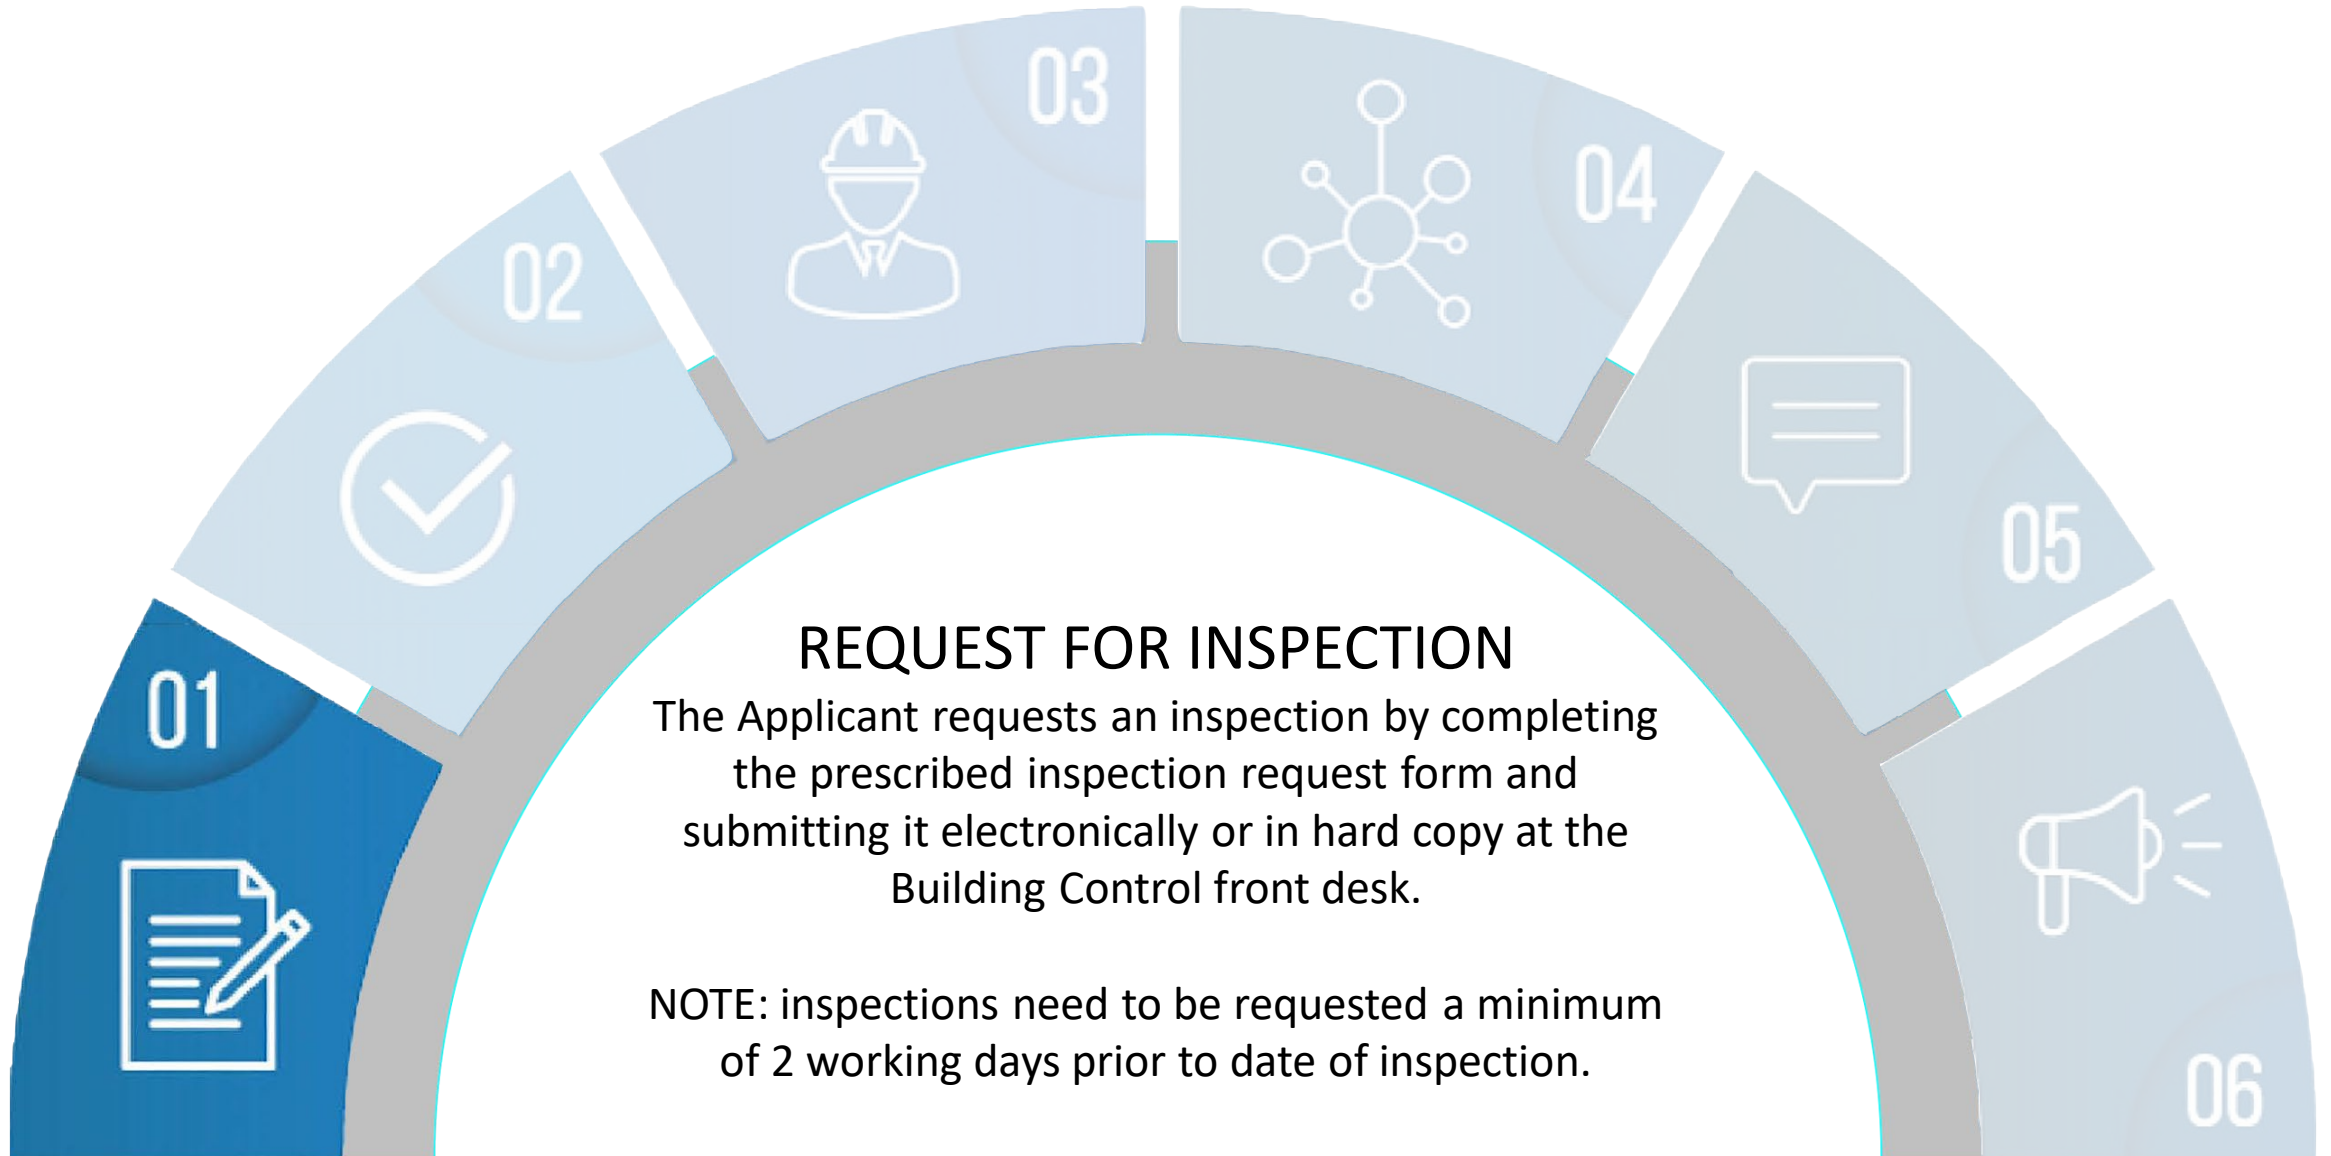 01
02
03
04
05
06
REQUEST FOR INSPECTION
The Applicant requests an inspection by completing
the prescribed inspection request form and
submitting it electronically or in hard copy at the
Building Control front desk.
NOTE: inspections need to be requested a minimum
of 2 working days prior to date of inspection.